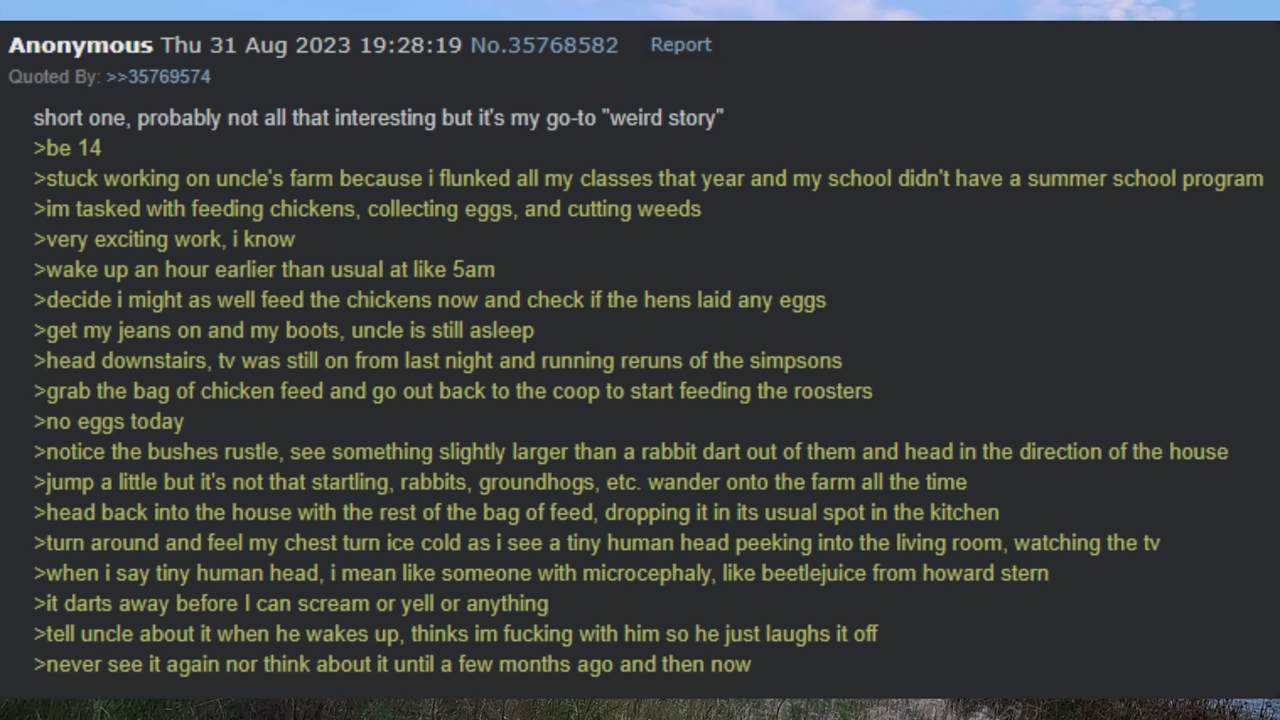 Anonymous Thu 31 Aug 2023 19:28:19 No.35768582 Report
Quoted By: >>35769574
short one, probably not all that interesting but it's my go-to "weird story"
>be 14
>stuck working on uncle's farm because i flunked all my classes that year and my school didn't have a summer school program
>im tasked with feeding chickens, collecting eggs, and cutting weeds
>very exciting work, i know
>wake up an hour earlier than usual at like 5am
>decide i might as well feed the chickens now and check if the hens laid any eggs
>get my jeans on and my boots, uncle is still asleep
>head downstairs, tv was still on from last night and running reruns of the simpsons
>grab the bag of chicken feed and go out back to the coop to start feeding the roosters
>no eggs today
>notice the bushes rustle, see something slightly larger than a rabbit dart out of them and head in the direction of the house
>jump a little but it's not that startling, rabbits, groundhogs, etc. wander onto the farm all the time
>head back into the house with the rest of the bag of feed, dropping it in its usual spot in the kitchen
>turn around and feel my chest turn ice cold as i see a tiny human head peeking into the living room, watching the tv
>when i say tiny human head, i mean like someone with microcephaly, like beetlejuice from howard stern
>it darts away before I can scream or yell or anything
>tell uncle about it when he wakes up, thinks im fucking with him so he just laughs it off
>never see it again nor think about it until a few months ago and then now